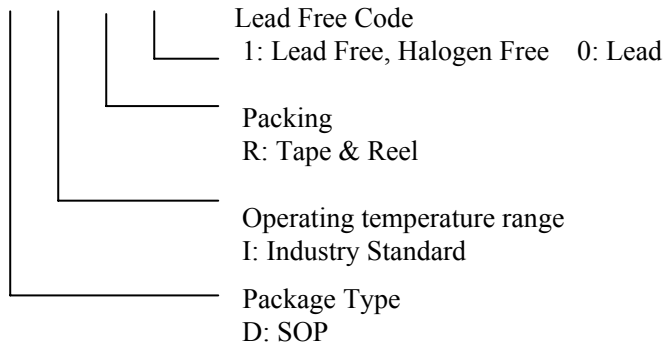 Lead Free Code
1: Lead Free, Halogen Free 0: Lead
Packing
R: Tape & Reel
Operating temperature range
I: Industry Standard
Package Type
D: SOP